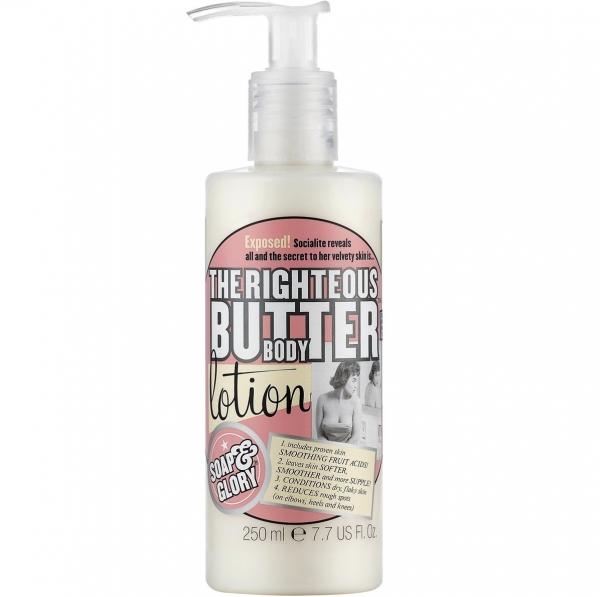 Exposed! Socialite reveals
all and the secret to her velvety skin is...
THE RIGHTEOUS
BUTTER
BODY
lotion
SOAP &
GLORY
1. includes proven skin
SMOOTHING FRUIT ACIDS!
2. leaves skin SOFTER,
SMOOTHER and more SUPPLE!
3. CONDITIONS dry, flaky skin
4. REDUCES rough spots
(on elbows, heels and knees)
250 ml ℮ 7.7 US Fl. Oz.